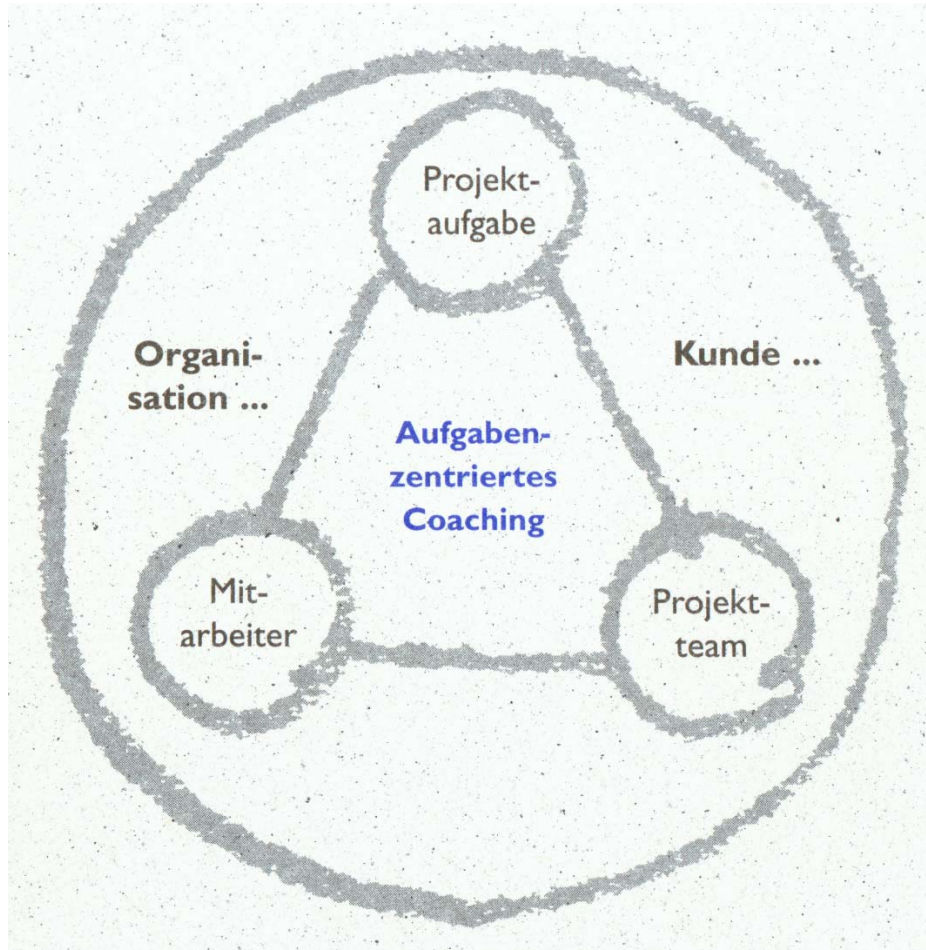 Projekt-
aufgabe
Organi-
sation ...
Kunde ...
Aufgaben-
zentriertes
Coaching
Mit-
arbeiter
Projekt-
team